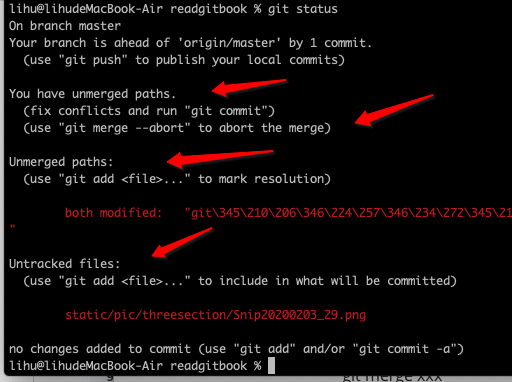 lihu@lihudeMacBook-Air readgitbook % git status
On branch master
Your branch is ahead of 'origin/master' by 1 commit.
(use "git push" to publish your local commits)
You have unmerged paths.
(fix conflicts and run "git commit")
(use "git merge --abort" to abort the merge)
Unmerged paths:
(use "git add <file>..." to mark resolution)
both modified: "git\345\210\206\346\224\257\346\234\272\345\21
"
Untracked files:
(use "git add <file>..." to include in what will be committed)
static/pic/threesection/Snip20200203_29.png
no changes added to commit (use "git add" and/or "git commit -a")
lihu@lihudeMacBook-Air readgitbook %
git merge xxx